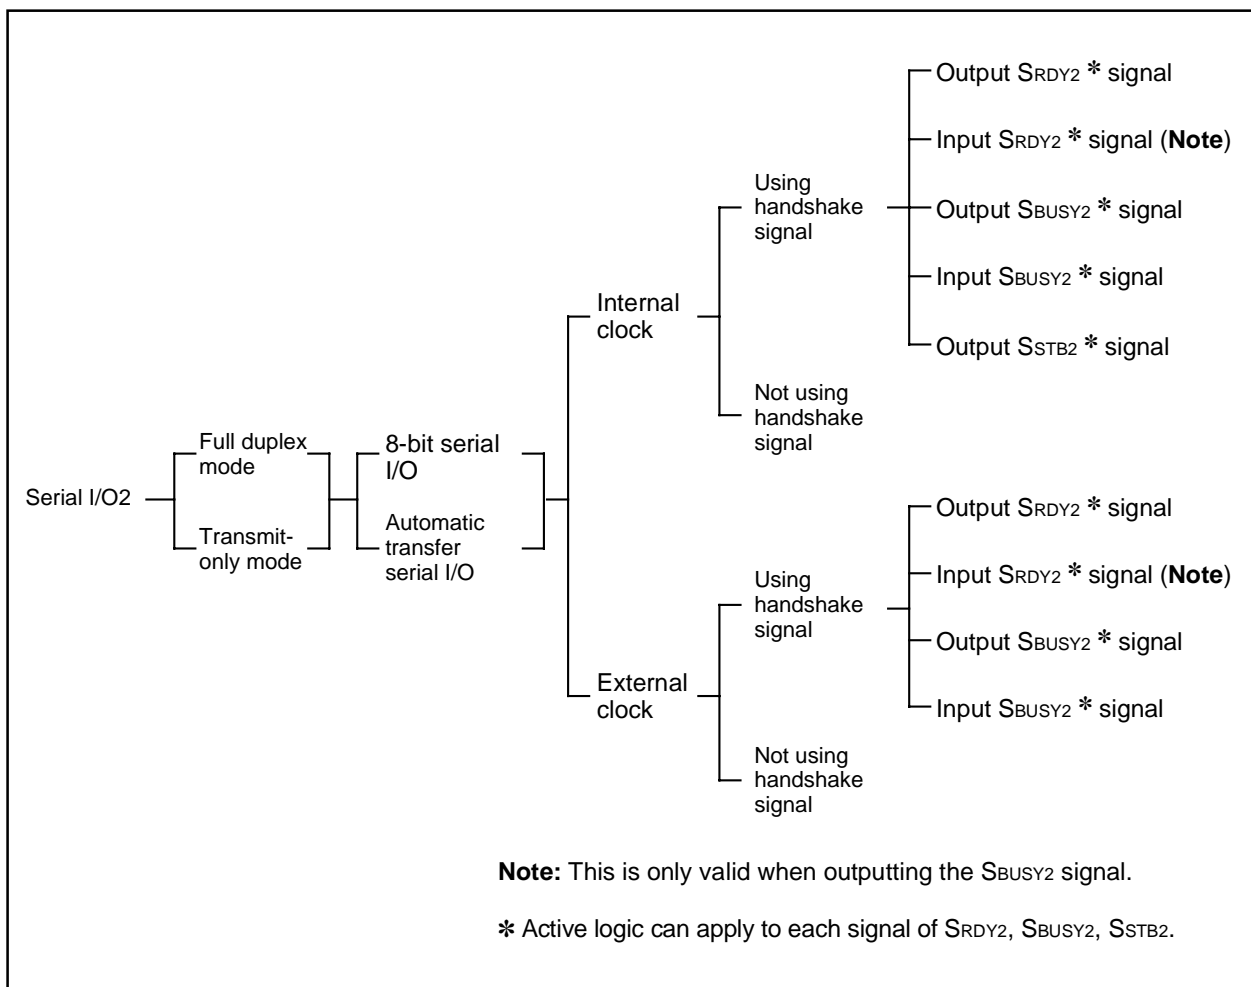 Serial I/O2
Full duplex
mode
Transmit-
only mode
8-bit serial
I/O
Automatic
transfer
serial I/O
Internal
clock
External
clock
Using
handshake
signal
Not using
handshake
signal
Output SRDY2 * signal
Input SRDY2 * signal (Note)
Output SBUSY2 * signal
Input SBUSY2 * signal
Output SSTB2 * signal
Using
handshake
signal
Not using
handshake
signal
Output SRDY2 * signal
Input SRDY2 * signal (Note)
Output SBUSY2 * signal
Input SBUSY2 * signal
Note: This is only valid when outputting the SBUSY2 signal.
* Active logic can apply to each signal of SRDY2, SBUSY2, SSTB2.